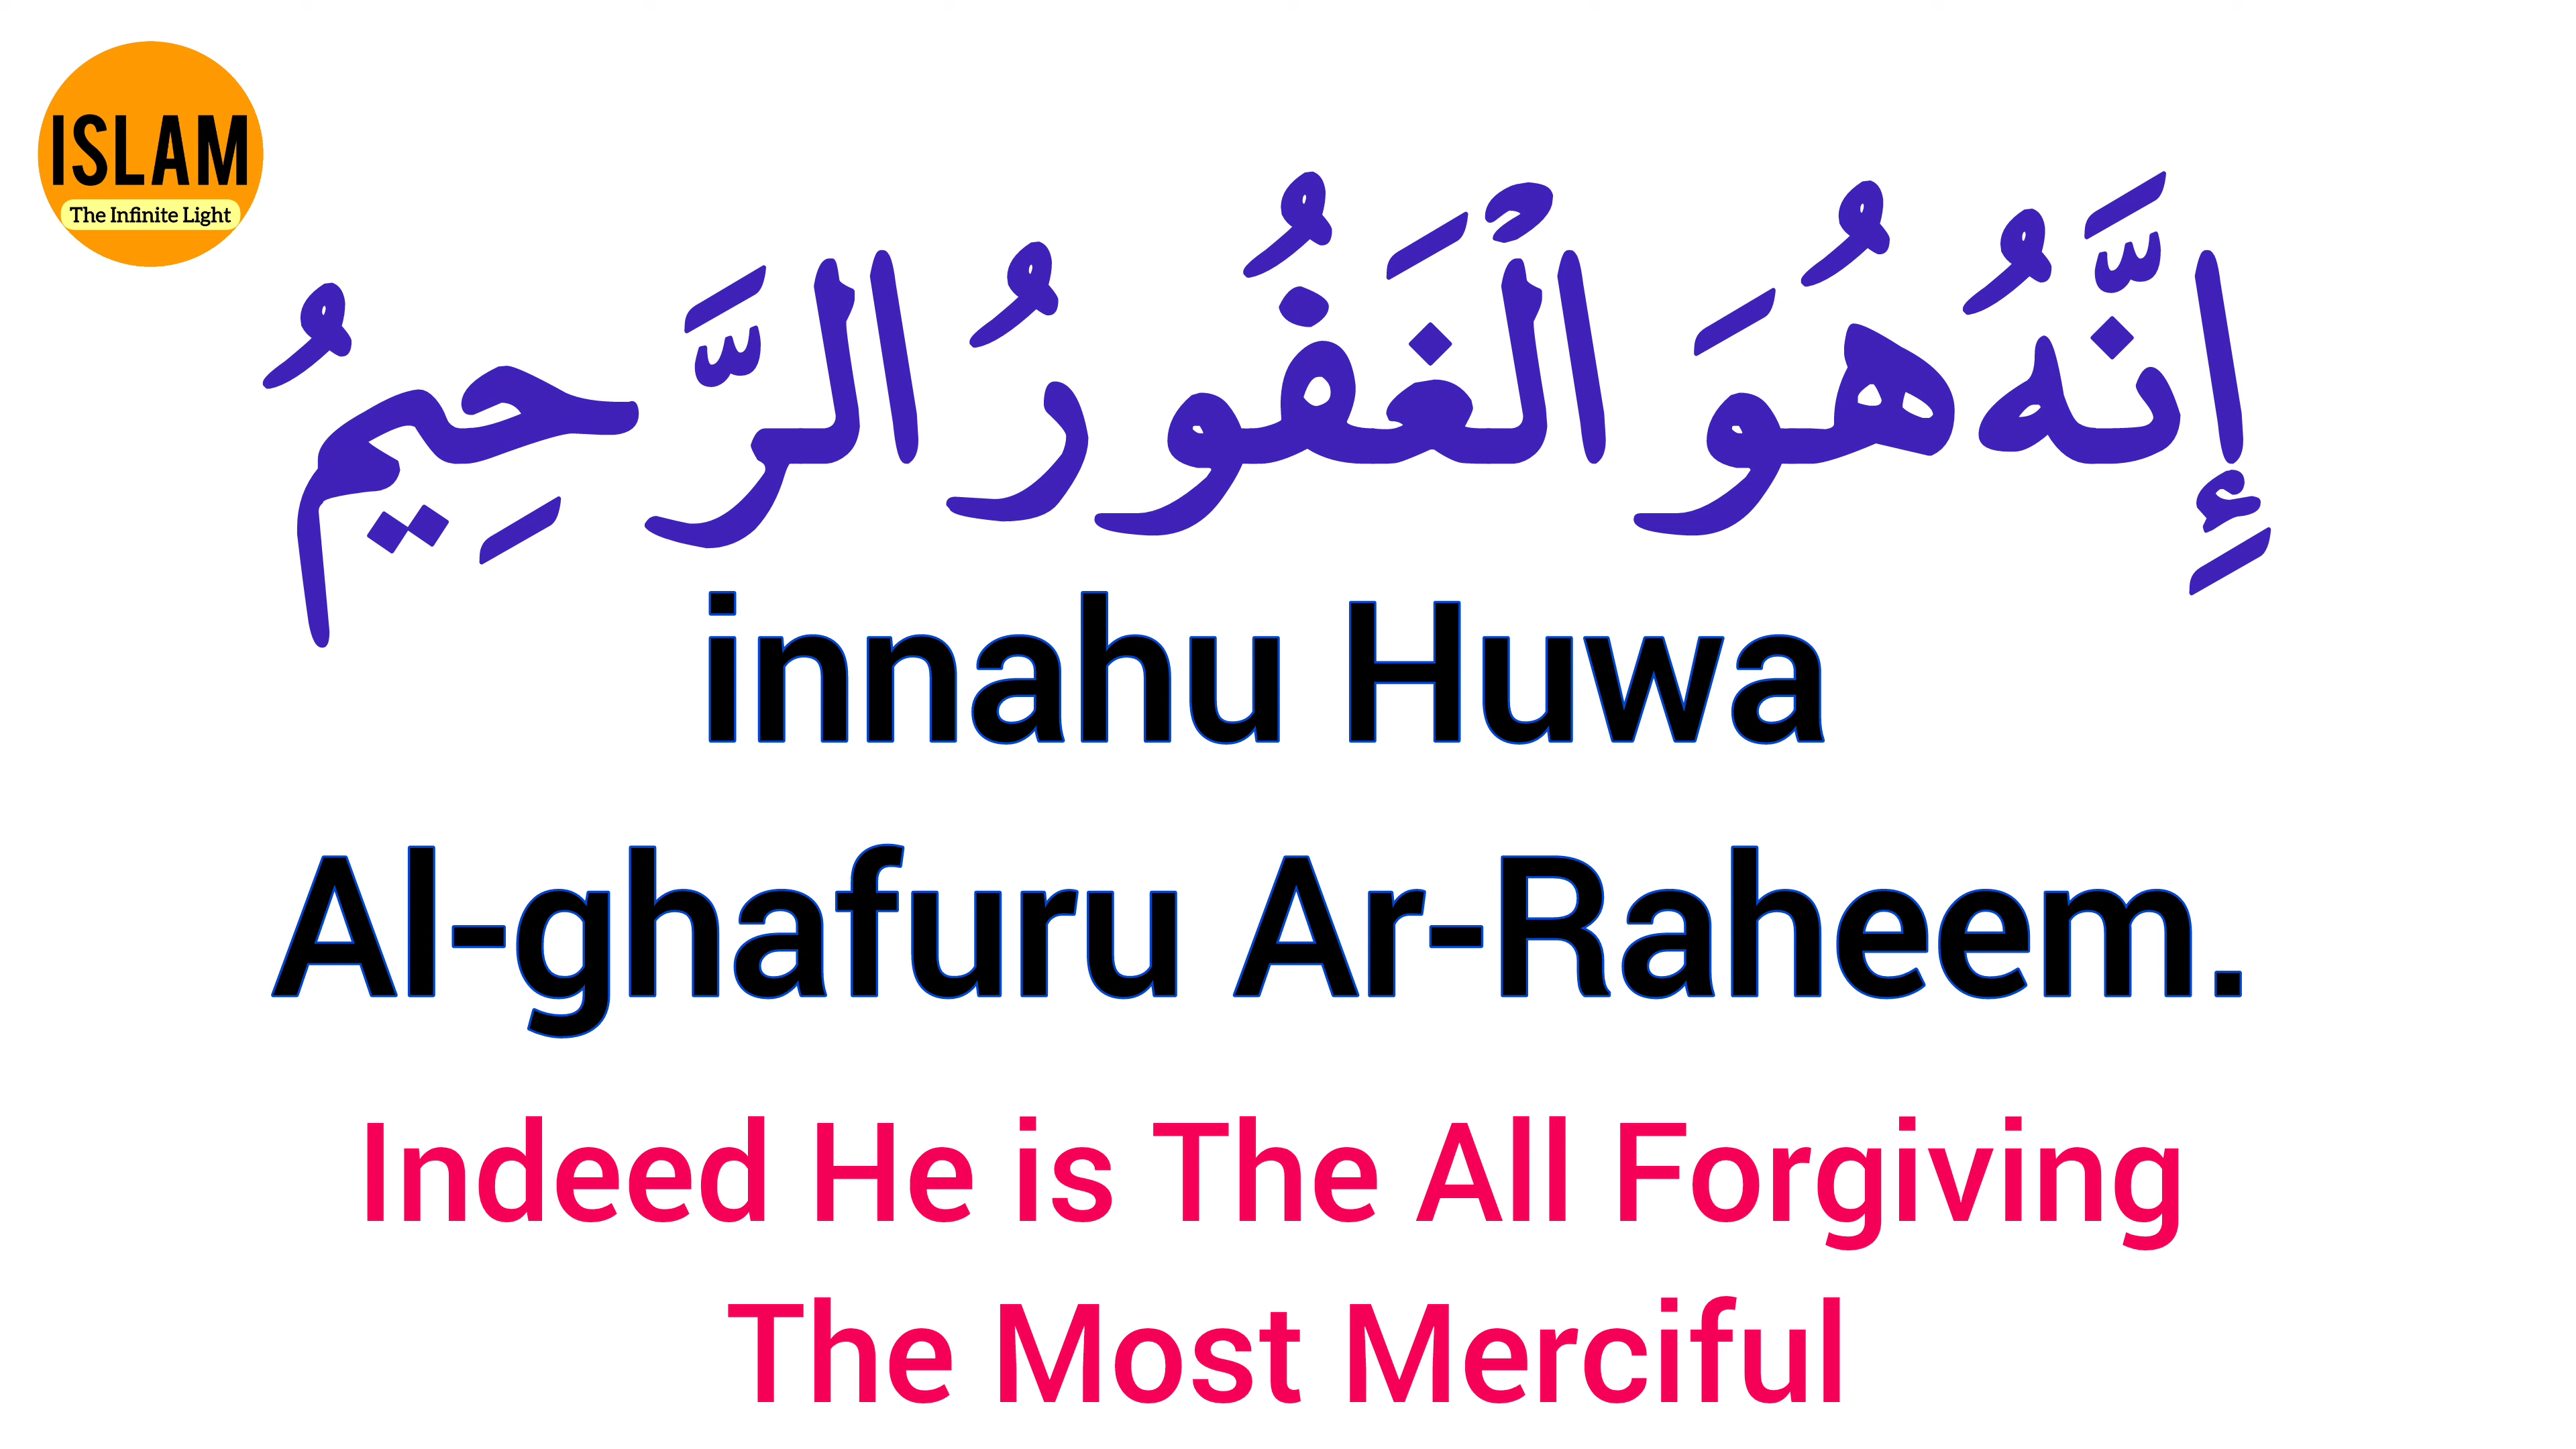 ISLAM
The Infinite Light
إِنَّهُ هُوَ الْغَفُورُ الرَّحِيمُ
innahu Huwa
Al-ghafuru Ar-Raheem.
Indeed He is The All Forgiving
The Most Merciful